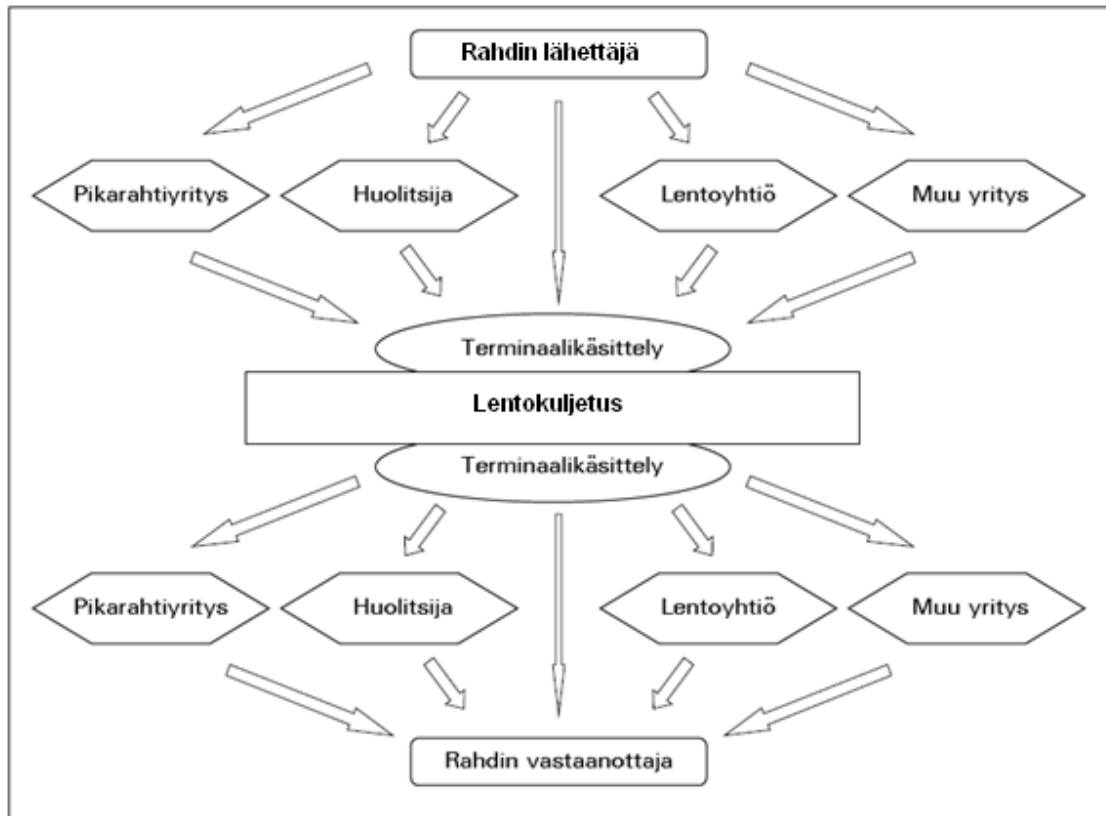 Rahdin lähettäjä
Pikarahtiyritys
Huolitsija
Lentoyhtiö
Muu yritys
Terminaalikäsittely
Lentokuljetus
Terminaalikäsittely
Pikarahtiyritys
Huolitsija
Lentoyhtiö
Muu yritys
Rahdin vastaanottaja